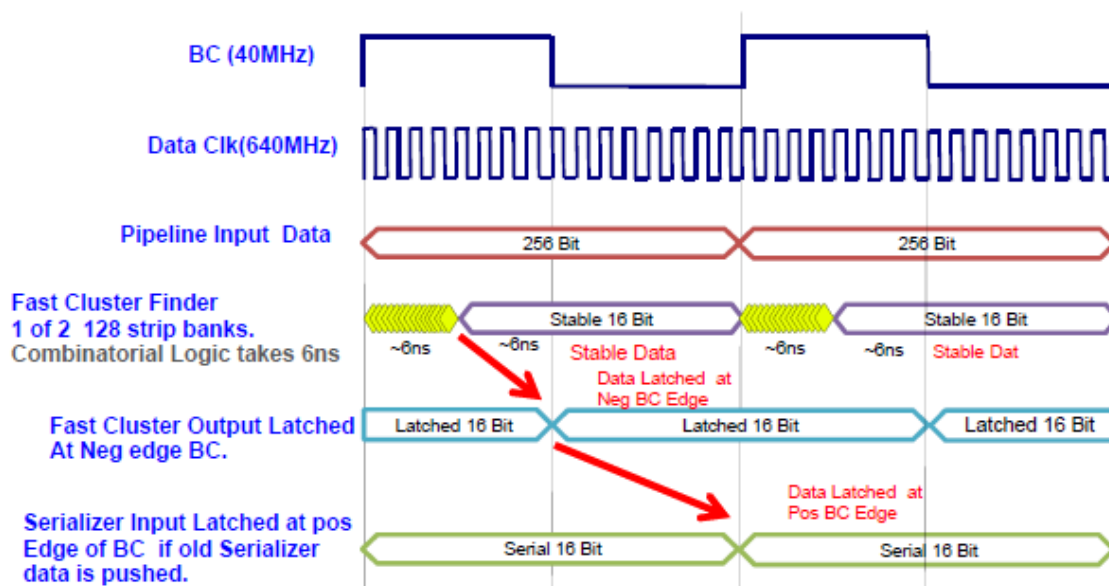 BC (40MHz)
Data Clk(640MHz)
Pipeline Input Data
256 Bit
256 Bit
Fast Cluster Finder
1 of 2 128 strip banks.
Combinatorial Logic takes 6ns
Stable 16 Bit
Stable 16 Bit
~6ns
~6ns
Stable Data
~6ns
~6ns
Stable Dat
Data Latched at
Neg BC Edge
Fast Cluster Output Latched
At Neg edge BC.
Latched 16 Bit
Latched 16 Bit
Latched 16 Bit
Data Latched at
Pos BC Edge
Serializer Input Latched at pos
Edge of BC if old Serializer
data is pushed.
Serial 16 Bit
Serial 16 Bit